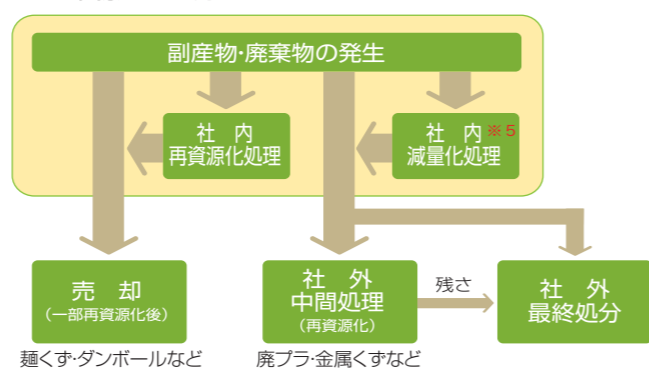 副産物・廃棄物の発生
社 内
再資源化処理
社 内※5
減量化処理
売 却
(一部再資源化後)
社 外
中間処理
(再資源化)
残さ
社 外
最終処分
麺くず・ダンボールなど
廃プラ・金属くずなど